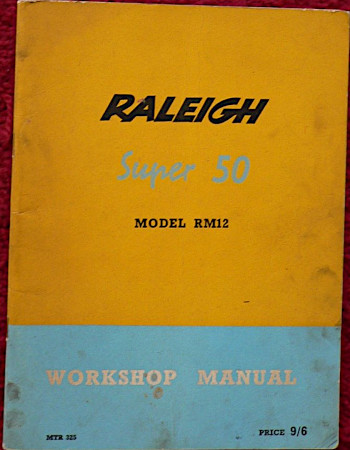 RALEIGH
Super 50
MODEL RM12
WORKSHOP MANUAL
MTR 325
PRICE 9/6